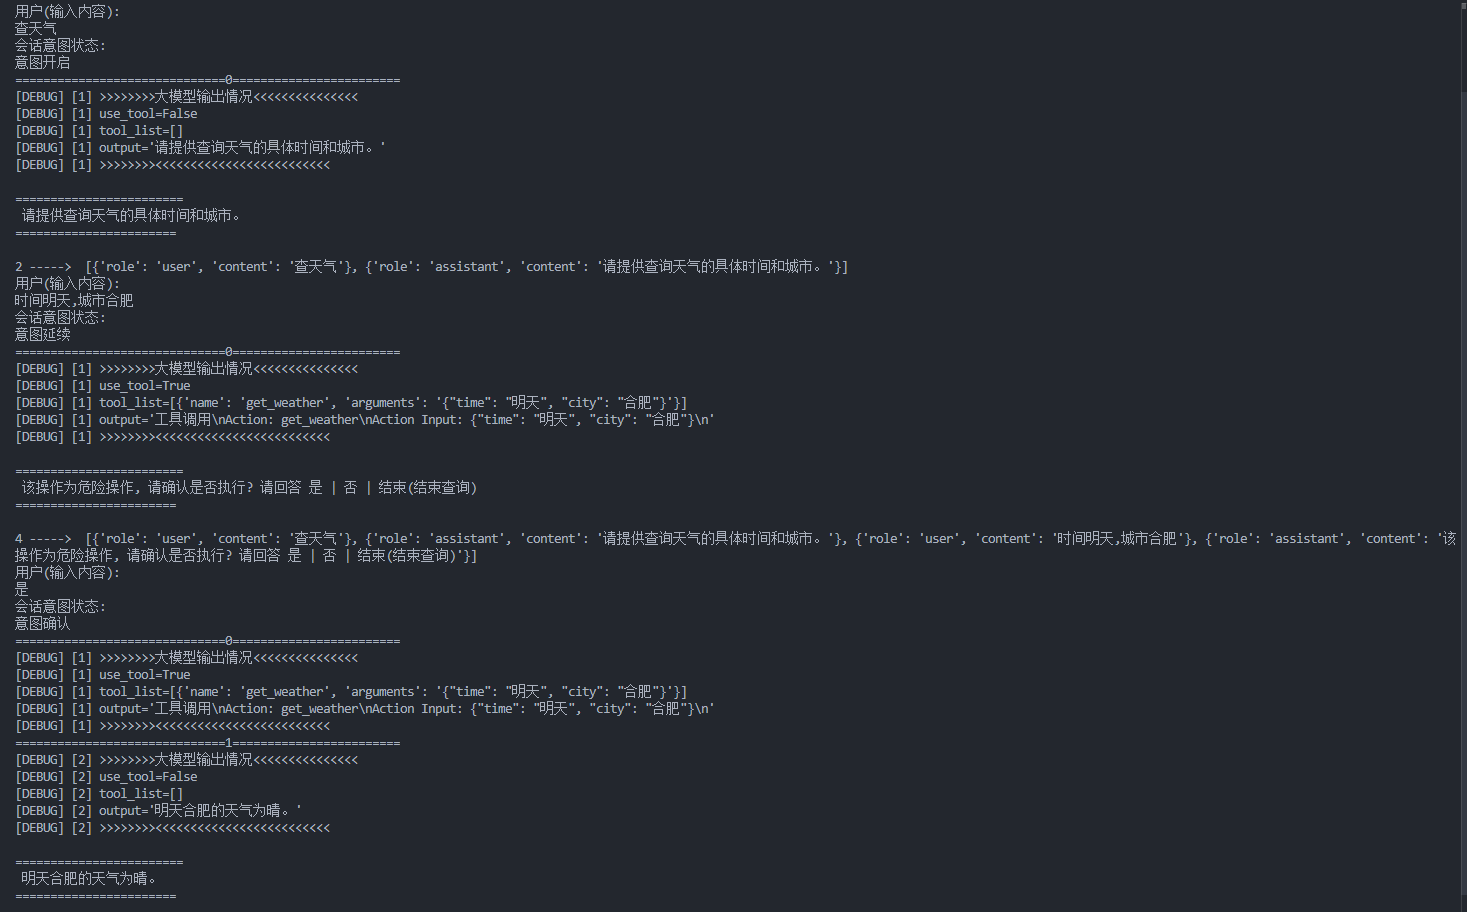 用户(输入内容):
查天气
会话意图状态:
意图开启
==============================0========================
[DEBUG] [1] >>>>>>>>大模型输出情况<<<<<<<<<<<<<<<
[DEBUG] [1] use_tool=False
[DEBUG] [1] tool_list=[]
[DEBUG] [1] output='请提供查询天气的具体时间和城市。'
[DEBUG] [1] >>>>>>>><<<<<<<<<<<<<<<<<<<<<<<<<
========================
请提供查询天气的具体时间和城市。
=======================
2 -----> [{'role': 'user', 'content': '查天气'}, {'role': 'assistant', 'content': '请提供查询天气的具体时间和城市。'}]
用户(输入内容):
时间明天,城市合肥
会话意图状态:
意图延续
==============================0========================
[DEBUG] [1] >>>>>>>>大模型输出情况<<<<<<<<<<<<<<<
[DEBUG] [1] use_tool=True
[DEBUG] [1] tool_list=[{'name': 'get_weather', 'arguments': '{"time": "明天", "city": "合肥"}'}]
[DEBUG] [1] output='工具调用\nAction: get_weather\nAction Input: {"time": "明天", "city": "合肥"}\n'
[DEBUG] [1] >>>>>>>><<<<<<<<<<<<<<<<<<<<<<<<<
========================
该操作为危险操作, 请确认是否执行? 请回答 是 | 否 | 结束(结束查询)
=======================
4 -----> [{'role': 'user', 'content': '查天气'}, {'role': 'assistant', 'content': '请提供查询天气的具体时间和城市。'}, {'role': 'user', 'content': '时间明天,城市合肥'}, {'role': 'assistant', 'content': '该
操作为危险操作, 请确认是否执行? 请回答 是 | 否 | 结束(结束查询)'}]
用户(输入内容):
是
会话意图状态:
意图确认
==============================0========================
[DEBUG] [1] >>>>>>>>大模型输出情况<<<<<<<<<<<<<<<
[DEBUG] [1] use_tool=True
[DEBUG] [1] tool_list=[{'name': 'get_weather', 'arguments': '{"time": "明天", "city": "合肥"}'}]
[DEBUG] [1] output='工具调用\nAction: get_weather\nAction Input: {"time": "明天", "city": "合肥"}\n'
[DEBUG] [1] >>>>>>>><<<<<<<<<<<<<<<<<<<<<<<<<
==============================1========================
[DEBUG] [2] >>>>>>>>大模型输出情况<<<<<<<<<<<<<<<
[DEBUG] [2] use_tool=False
[DEBUG] [2] tool_list=[]
[DEBUG] [2] output='明天合肥的天气为晴。'
[DEBUG] [2] >>>>>>>><<<<<<<<<<<<<<<<<<<<<<<<<
========================
明天合肥的天气为晴。
=======================